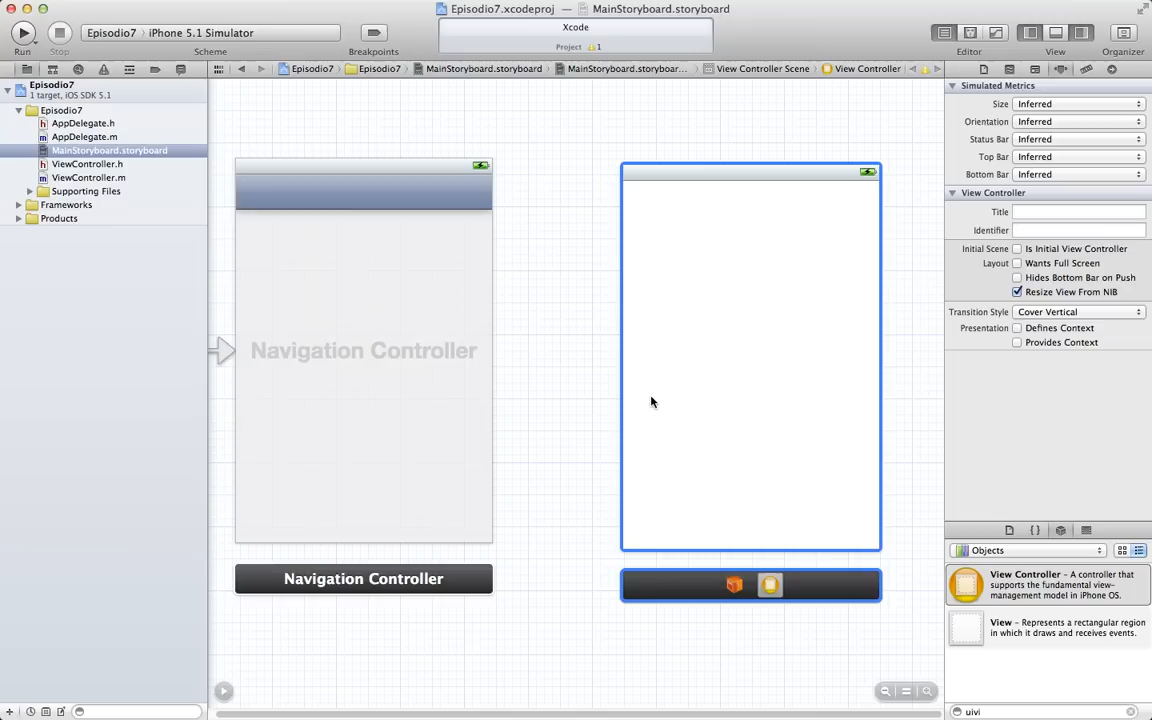 Episodio7.xcodeproj — MainStoryboard.storyboard
Run
Stop
Episodio7 › iPhone 5.1 Simulator
Scheme
Breakpoints
Xcode
Project 1
Editor
View
Organizer
Episodio7
1 target, iOS SDK 5.1
Episodio7
AppDelegate.h
AppDelegate.m
MainStoryboard.storyboard
ViewController.h
ViewController.m
Supporting Files
Frameworks
Products
Episodio7 Episodio7 MainStoryboard.storyboard MainStoryboard.storyboar... View Controller Scene View Controller
Navigation Controller
Navigation Controller
Simulated Metrics
Size Inferred
Orientation Inferred
Status Bar Inferred
Top Bar Inferred
Bottom Bar Inferred
View Controller
Title
Identifier
Initial Scene Is Initial View Controller
Layout Wants Full Screen
Hides Bottom Bar on Push
Resize View From NIB
Transition Style Cover Vertical
Presentation Defines Context
Provides Context
Objects
View Controller – A controller that
supports the fundamental view-
management model in iPhone OS.
View – Represents a rectangular region
in which it draws and receives events.
uivi